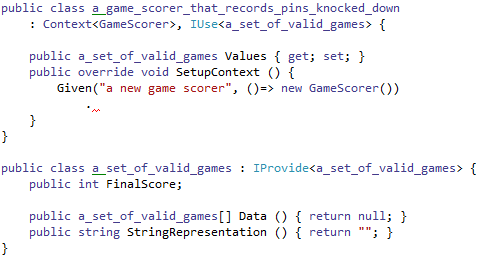 public class a_game_scorer_that_records_pins_knocked_down
    : Context<GameScorer>, IUse<a_set_of_valid_games> {

    public a_set_of_valid_games Values { get; set; }
    public override void SetupContext () {
        Given("a new game scorer", ()=> new GameScorer())
            .
    }
}

public class a_set_of_valid_games : IProvide<a_set_of_valid_games> {
    public int FinalScore;

    public a_set_of_valid_games[] Data () { return null; }
    public string StringRepresentation () { return ""; }
}